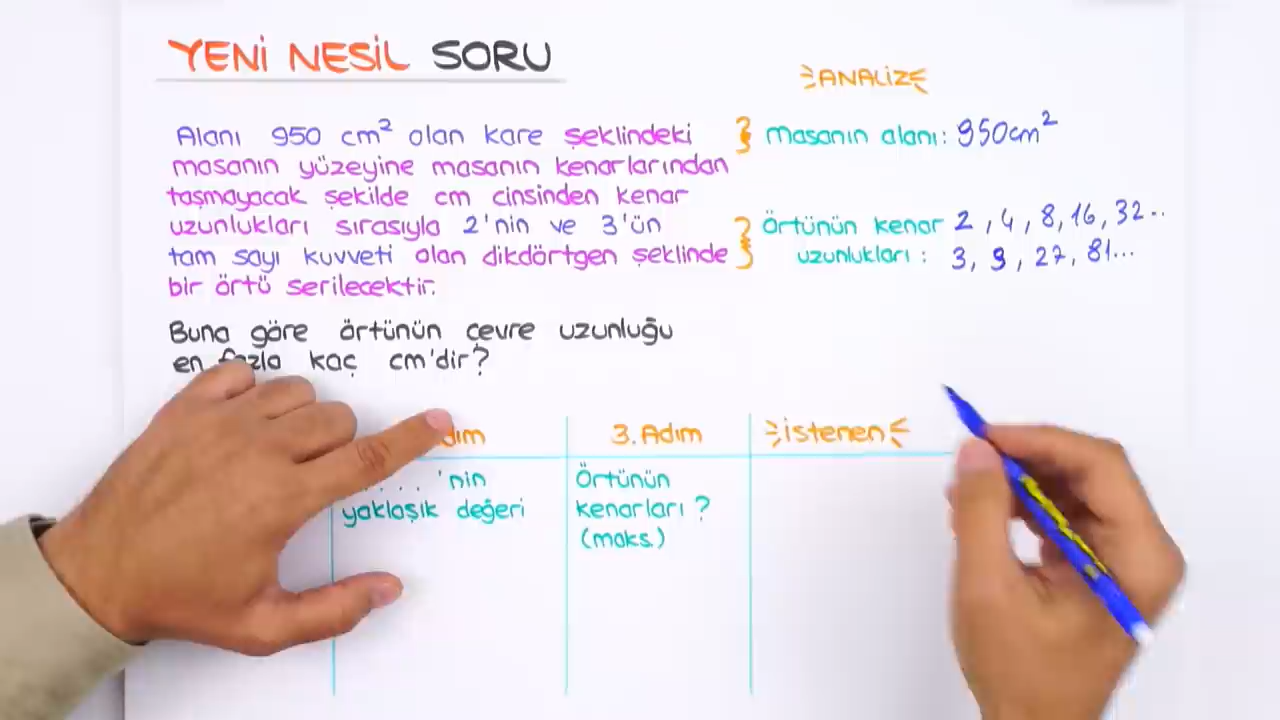 YENİ NESİL SORU
Alanı 950 cm² olan kare şeklindeki
masanın yüzeyine masanın kenarlarından
taşmayacak şekilde cm cinsinden kenar
uzunlukları sırasıyla 2'nin ve 3'ün
tam sayı kuvveti olan dikdörtgen şeklinde
bir örtü serilecektir.
Buna göre örtünün çevre uzunluğu
en fazla kaç cm'dir?
ANALİZ
masanın alanı: 950cm²
Örtünün kenar 2, 4, 8, 16, 32..
uzunlukları: 3, 9, 27, 81...
3. Adım
İstenen
....'nin
yaklaşık değeri
Örtünün
kenarları?
(maks.)